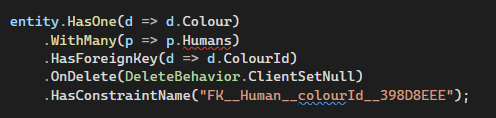 entity.HasOne(d => d.Colour)
.WithMany(p => p.Humans)
.HasForeignKey(d => d.ColourId)
.OnDelete(DeleteBehavior.ClientSetNull)
.HasConstraintName("FK__Human__colourId__398D8EEE");